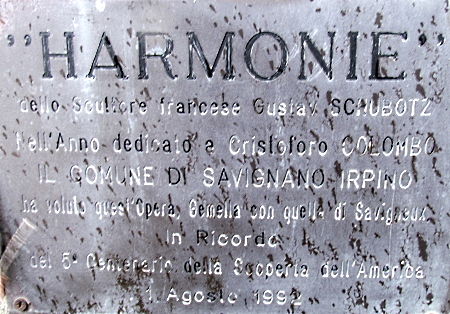 "HARMONIE"
dello Scultore francese Gustav SCHUBOTZ
Nell'Anno dedicato a Cristoforo COLOMBO
IL COMUNE DI SAVIGNANO IRPINO
ha voluto quest'Opera, Gemella con quella di Savigneux
In Ricordo
del 5° Centenario della Scoperta dell'America
1. Agosto 1992